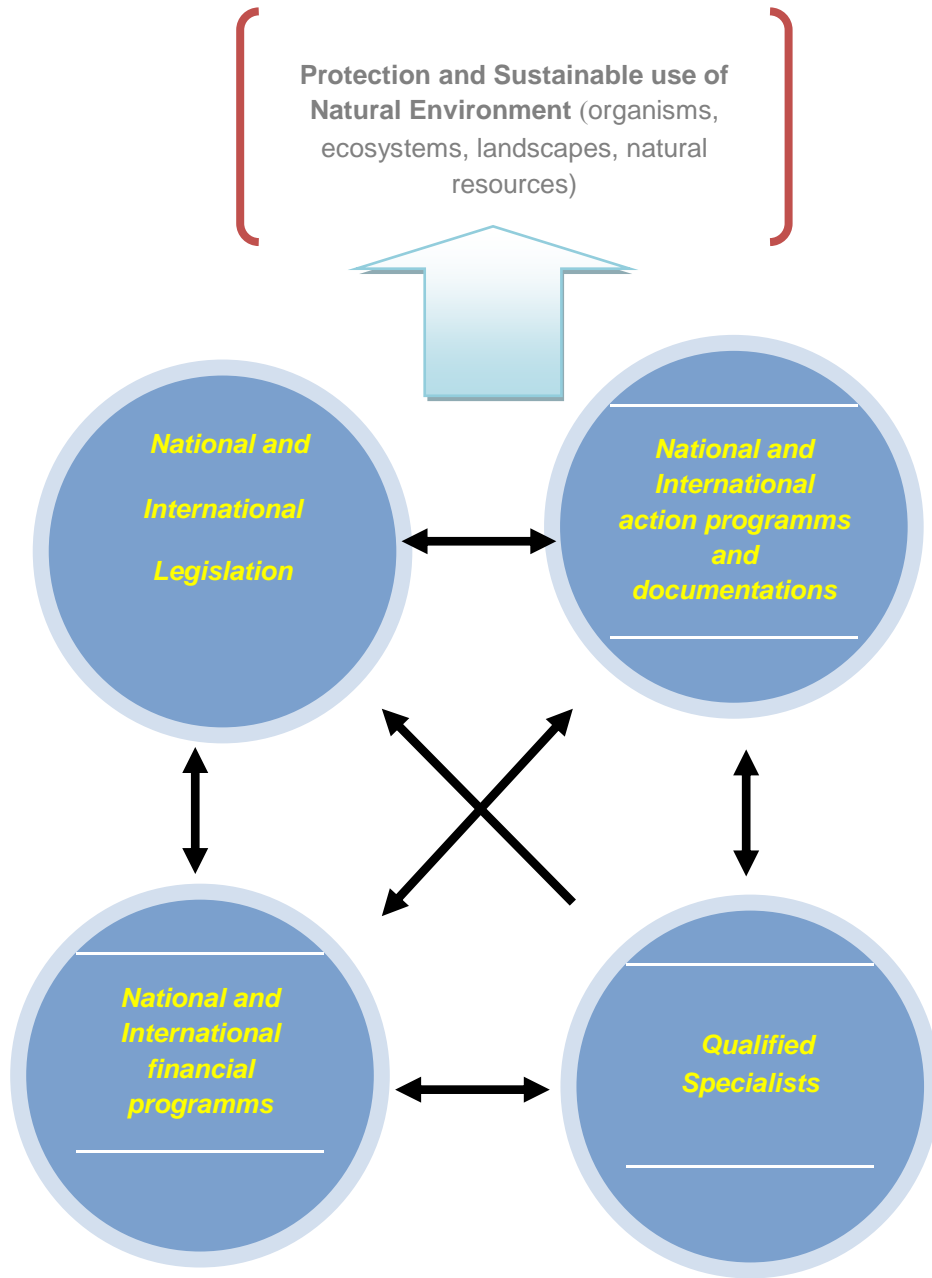 Protection and Sustainable use of
Natural Environment (organisms,
ecosystems, landscapes, natural
resources)
National and
International
Legislation
National and
International
action programms
and
documentations
National and
International
financial
programms
Qualified
Specialists